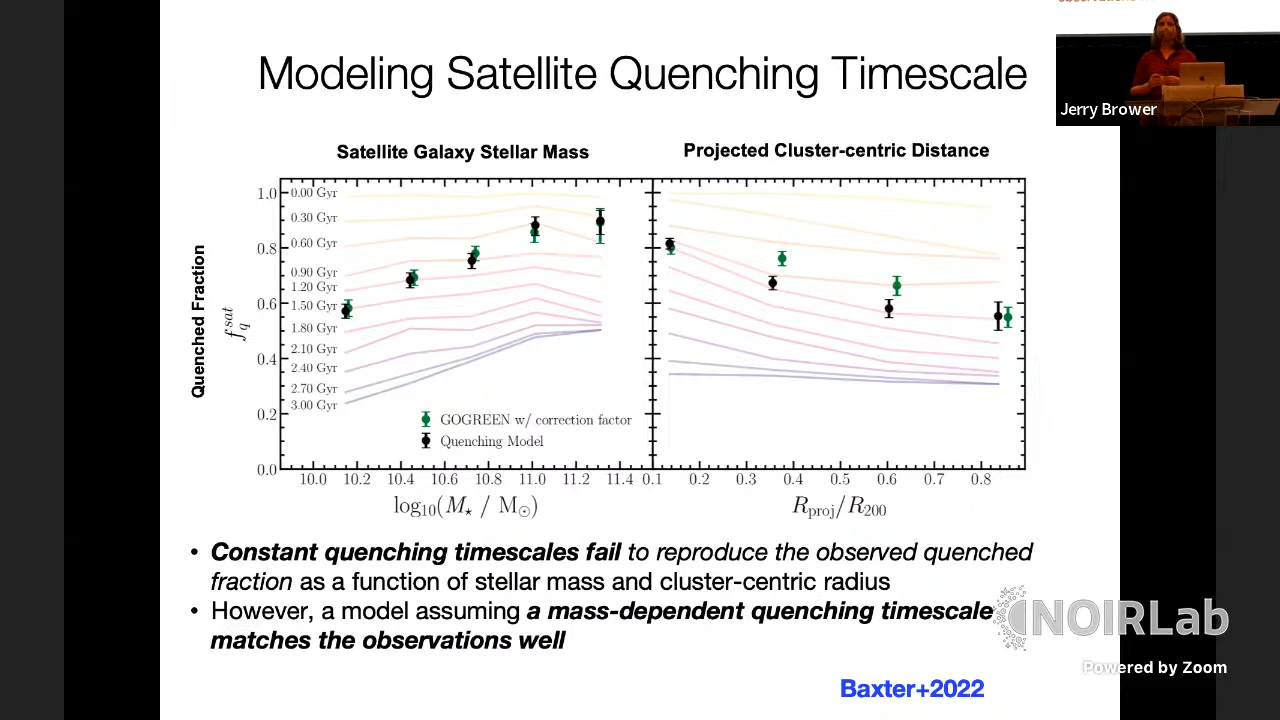 Modeling Satellite Quenching Timescale
Jerry Brower
Satellite Galaxy Stellar Mass
Projected Cluster-centric Distance
Quenched Fraction
f_q^{sat}
1.0
0.8
0.6
0.4
0.2
0.0
0.00 Gyr
0.30 Gyr
0.60 Gyr
0.90 Gyr
1.20 Gyr
1.50 Gyr
1.80 Gyr
2.10 Gyr
2.40 Gyr
2.70 Gyr
3.00 Gyr
GOGREEN w/ correction factor
Quenching Model
10.0 10.2 10.4 10.6 10.8 11.0 11.2 11.4 0.1 0.2 0.3 0.4 0.5 0.6 0.7 0.8
log₁₀(M⋆ / M⊙)
R_proj/R_200
• Constant quenching timescales fail to reproduce the observed quenched
fraction as a function of stellar mass and cluster-centric radius
• However, a model assuming a mass-dependent quenching timescale
matches the observations well
NOIRLab
Powered by Zoom
Baxter+2022